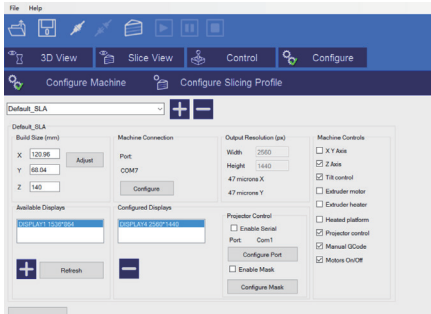 File Help
3D View Slice View Control Configure
Configure Machine Configure Slicing Profile
Default_SLA
Default_SLA
Build Size (mm) Machine Connection Output Resolution (px) Machine Controls
X 120.96 Adjust Port Width 2560 X Y Axis
Y 68.04 COM7 Height 1440 Z Axis
Z 140 Configure 47 microns X Tilt control
47 microns Y Extruder motor
Available Displays Configured Displays Extruder heater
DISPLAY1 1536*864 DISPLAY4 2560*1440 Projector Control Heated platform
Enable Serial Projector control
Port: Com1 Manual GCode
Refresh Configure Port Motors On/Off
Enable Mask
Configure Mask